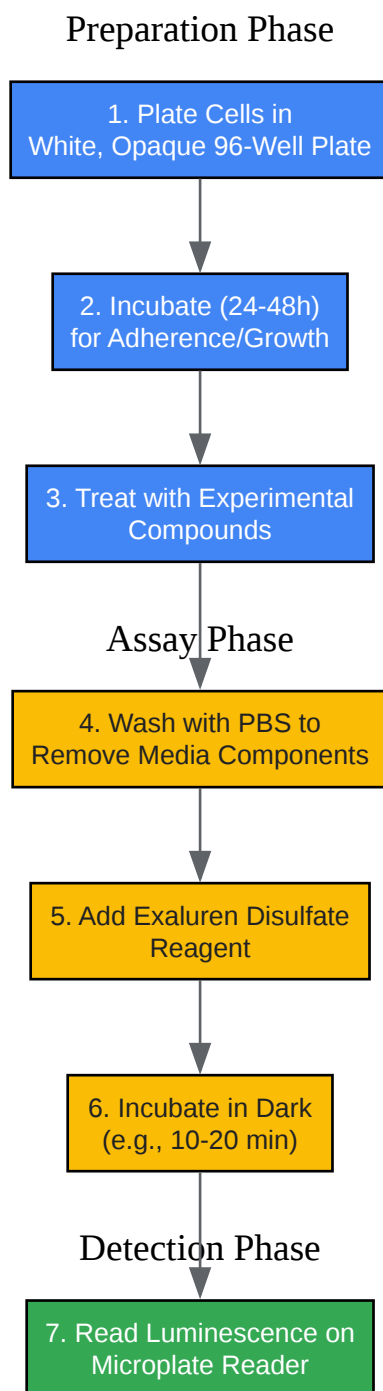 Preparation Phase
1. Plate Cells in
White, Opaque 96-Well Plate
2. Incubate (24-48h)
for Adherence/Growth
3. Treat with Experimental
Compounds
Assay Phase
4. Wash with PBS to
Remove Media Components
5. Add Exaluren Disulfate
Reagent
6. Incubate in Dark
(e.g., 10-20 min)
Detection Phase
7. Read Luminescence on
Microplate Reader